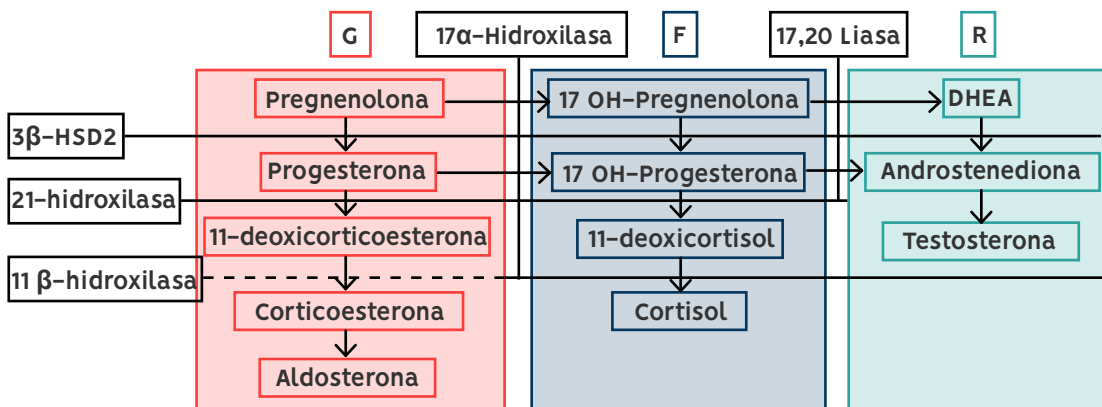 G
17α-Hidroxilasa
F
17,20 Liasa
R
Pregnenolona
17 OH-Pregnenolona
DHEA
3β-HSD2
Progesterona
17 OH-Progesterona
Androstenediona
21-hidroxilasa
11-deoxicorticoesterona
11-deoxicortisol
Testosterona
11 β-hidroxilasa
Corticoesterona
Cortisol
Aldosterona